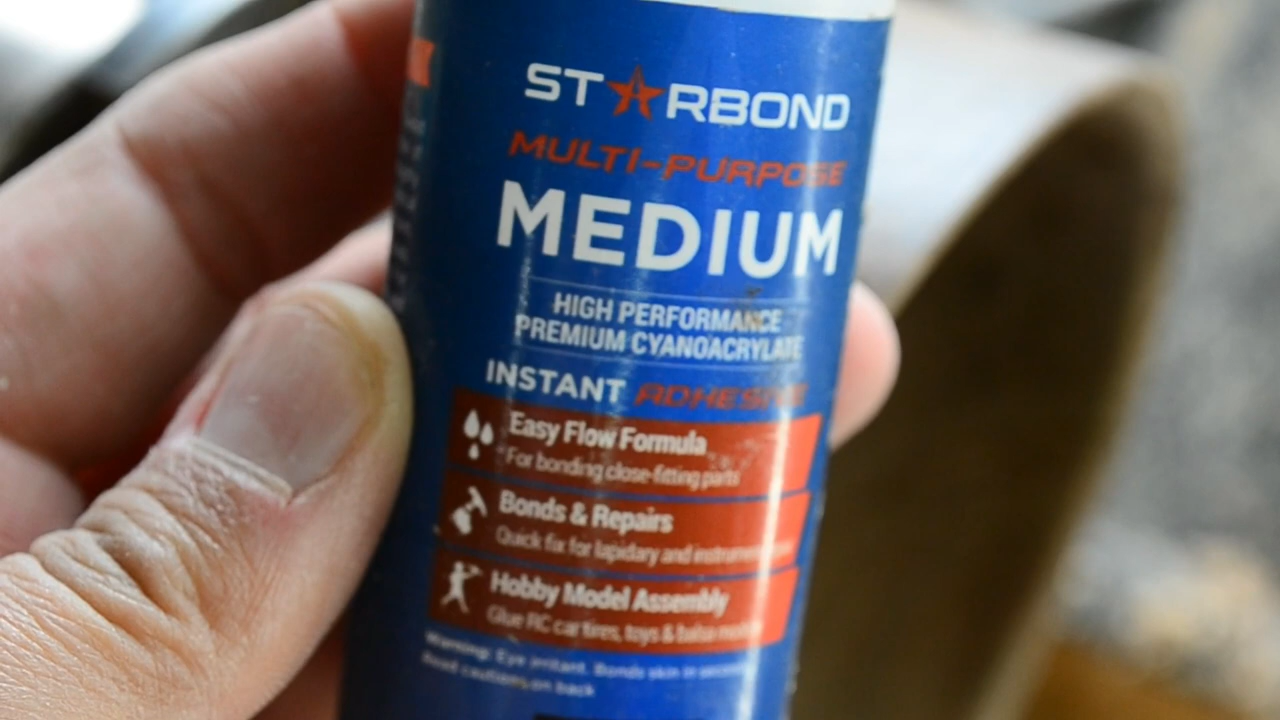 STARBOND
MULTI-PURPOSE
MEDIUM
HIGH PERFORMANCE
PREMIUM CYANOACRYLATE
INSTANT ADHESIVE
Easy Flow Formula
For bonding close-fitting parts
Bonds & Repairs
Quick fix for lapidary and
Hobby Model Assembly
Glue RC car tires, toys & balsa
Warning: Eye irritant. Bonds skin in
Read cautions on back